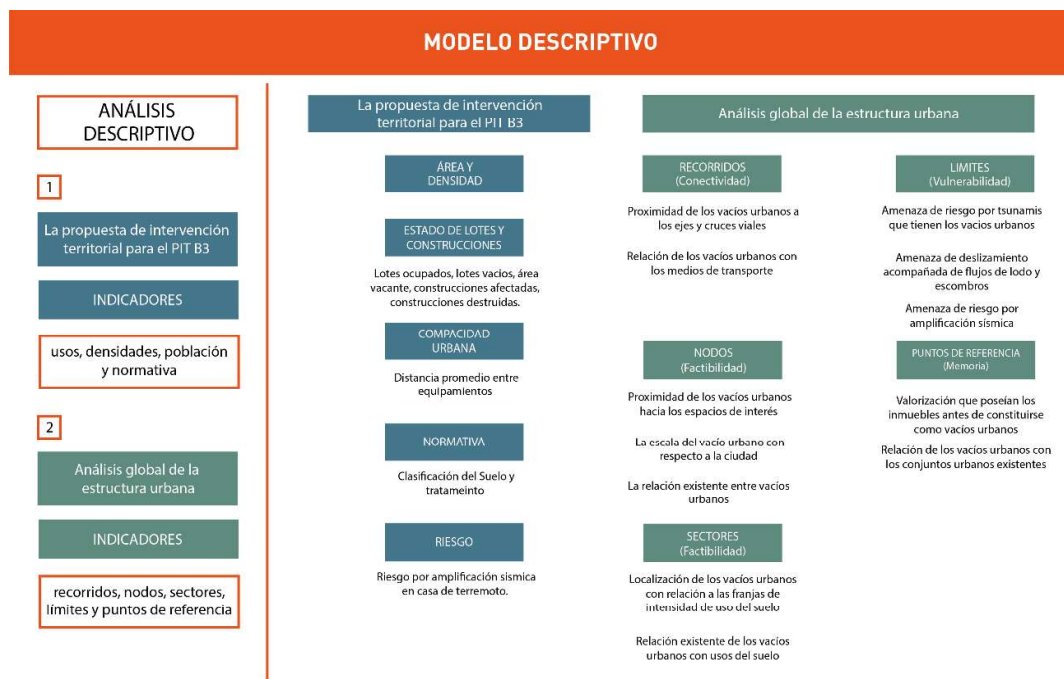 MODELO DESCRIPTIVO
ANÁLISIS
DESCRIPTIVO
1
La propuesta de intervención
territorial para el PIT B3
INDICADORES
usos, densidades, población
y normativa
2
Análisis global de la
estructura urbana
INDICADORES
recorridos, nodos, sectores,
límites y puntos de referencia
La propuesta de intervención
territorial para el PIT B3
ÁREA Y
DENSIDAD
ESTADO DE LOTES Y
CONSTRUCCIONES
Lotes ocupados, lotes vacios, área
vacante, construcciones afectadas,
construcciones destruidas.
COMPACIDAD
URBANA
Distancia promedio entre
equipamientos
NORMATIVA
Clasificación del Suelo y
tratameinto
RIESGO
Riesgo por amplificación sismica
en casa de terremoto.
Análisis global de la estructura urbana
RECORRIDOS
(Conectividad)
Proximidad de los vacíos urbanos a
los ejes y cruces viales
Relación de los vacíos urbanos con
los medios de transporte
NODOS
(Factibilidad)
Proximidad de los vacíos urbanos
hacia los espacios de interés
La escala del vacío urbano con
respecto a la ciudad
La relación existente entre vacíos
urbanos
SECTORES
(Factibilidad)
Localización de los vacíos urbanos
con relación a las franjas de
intensidad de uso del suelo
Relación existente de los vacíos
urbanos con usos del suelo
LIMITES
(Vulnerabilidad)
Amenaza de riesgo por tsunamis
que tienen los vacios urbanos
Amenaza de deslizamiento
acompañada de flujos de lodo y
escombros
Amenaza de riesgo por
amplificación sísmica
PUNTOS DE REFERENCIA
(Memoria)
Valorización que poseían los
inmuebles antes de constituirse
como vacíos urbanos
Relación de los vacíos urbanos con
los conjuntos urbanos existentes